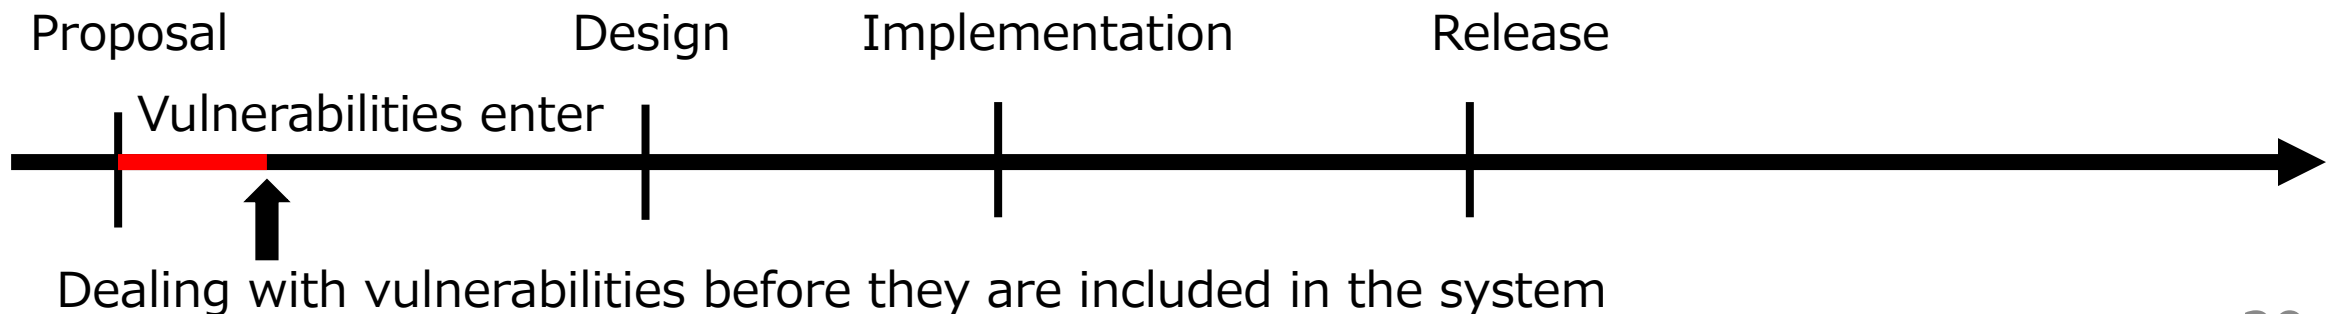 Proposal Design Implementation Release
Vulnerabilities enter
Dealing with vulnerabilities before they are included in the system